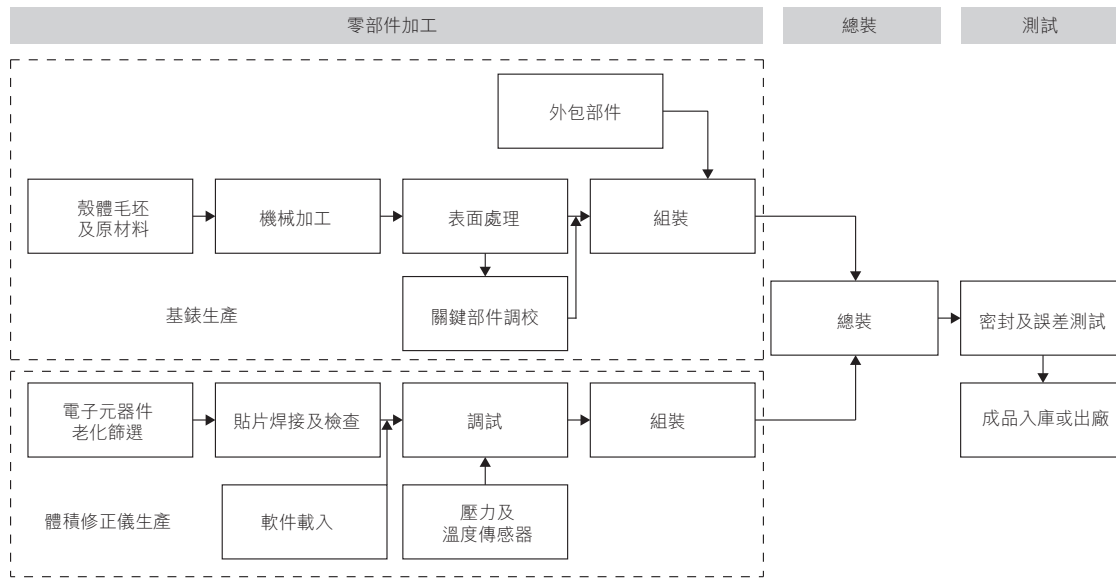 零部件加工
總裝
測試
外包部件
殼體毛坯
及原材料
機械加工
表面處理
組裝
基錶生產
關鍵部件調校
總裝
密封及誤差測試
電子元器件
老化篩選
貼片焊接及檢查
調試
組裝
成品入庫或出廠
體積修正儀生產
軟件載入
壓力及
溫度傳感器